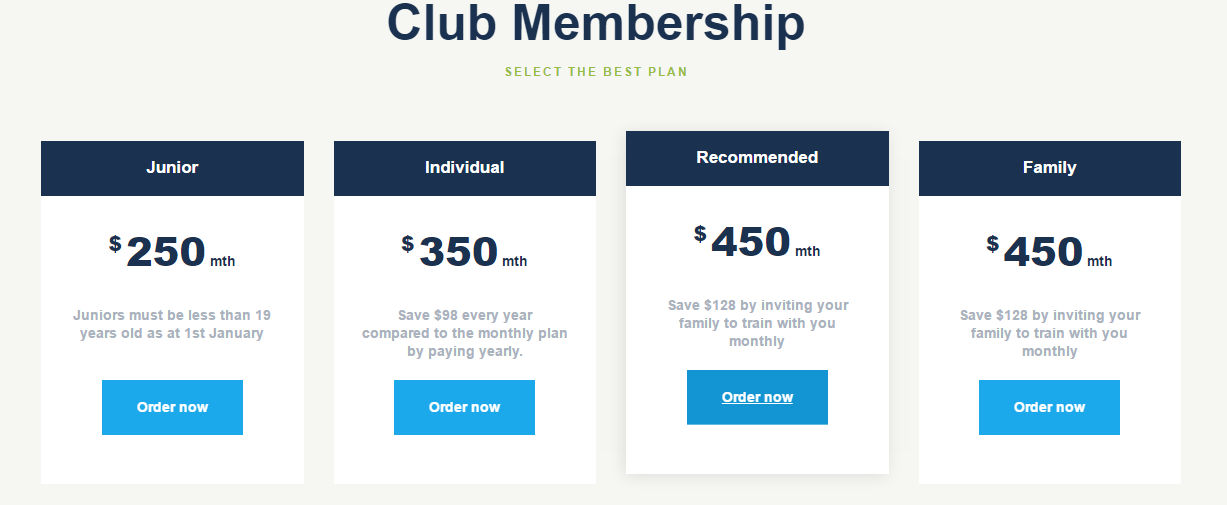 Club Membership
SELECT THE BEST PLAN
Junior
$250 mth
Juniors must be less than 19
years old as at 1st January
Order now
Individual
$350 mth
Save $98 every year
compared to the monthly plan
by paying yearly.
Order now
Recommended
$450 mth
Save $128 by inviting your
family to train with you
monthly
Order now
Family
$450 mth
Save $128 by inviting your
family to train with you
monthly
Order now